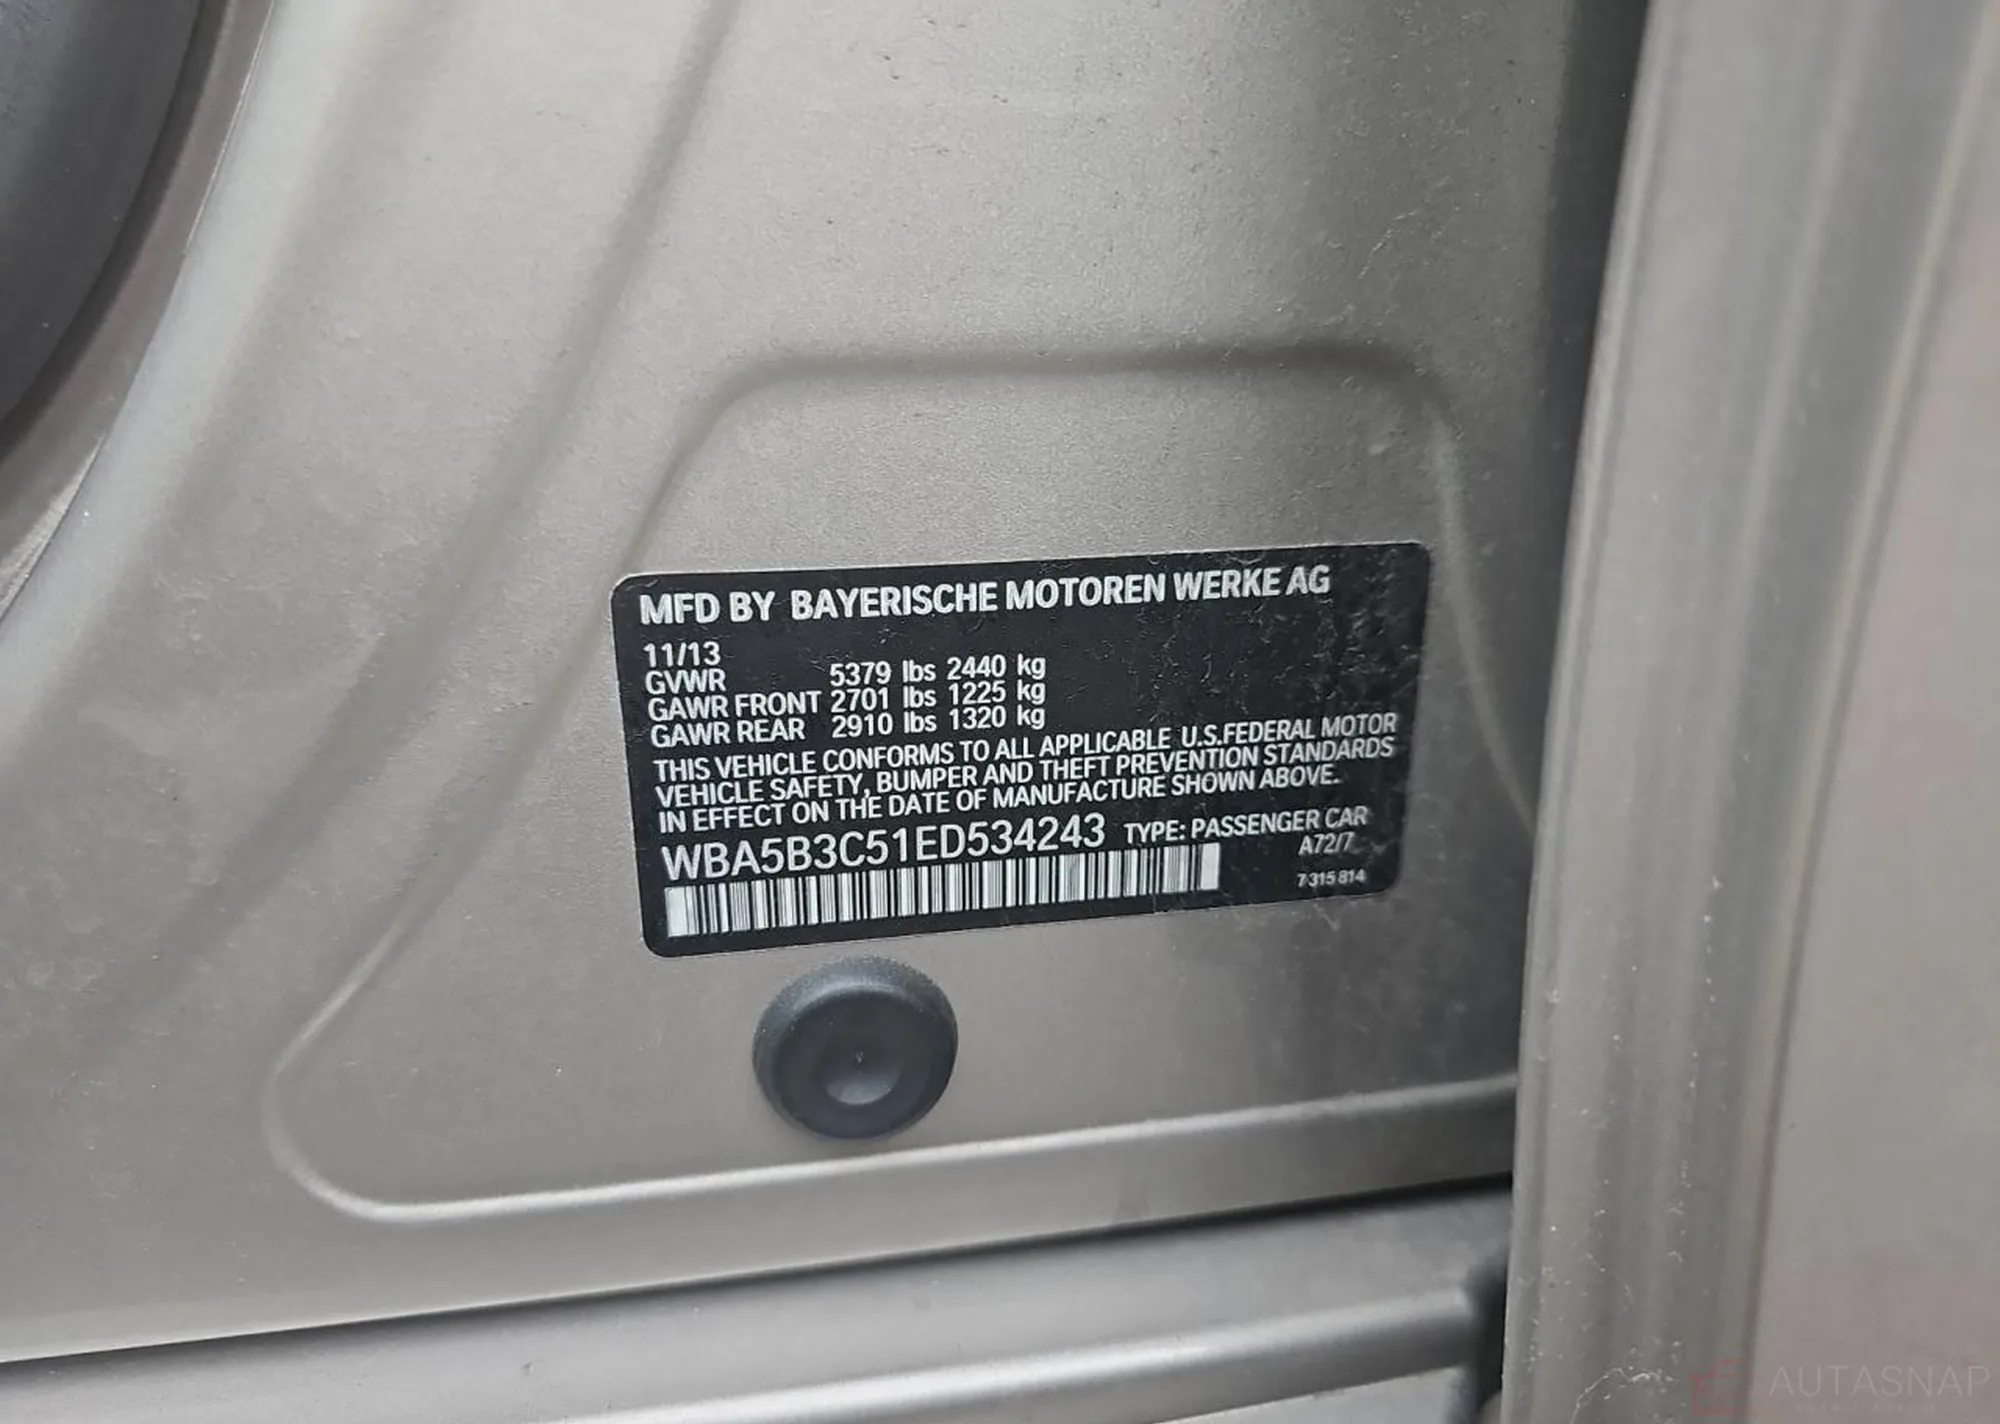 MFD BY BAYERISCHE MOTOREN WERKE AG
11/13
GVWR 5379 lbs 2440 kg
GAWR FRONT 2701 lbs 1225 kg
GAWR REAR 2910 lbs 1320 kg
THIS VEHICLE CONFORMS TO ALL APPLICABLE U.S.FEDERAL MOTOR
VEHICLE SAFETY, BUMPER AND THEFT PREVENTION STANDARDS
IN EFFECT ON THE DATE OF MANUFACTURE SHOWN ABOVE.
WBA5B3C51ED534243 TYPE: PASSENGER CAR
A72/7
7 315 814
AUTASNAP